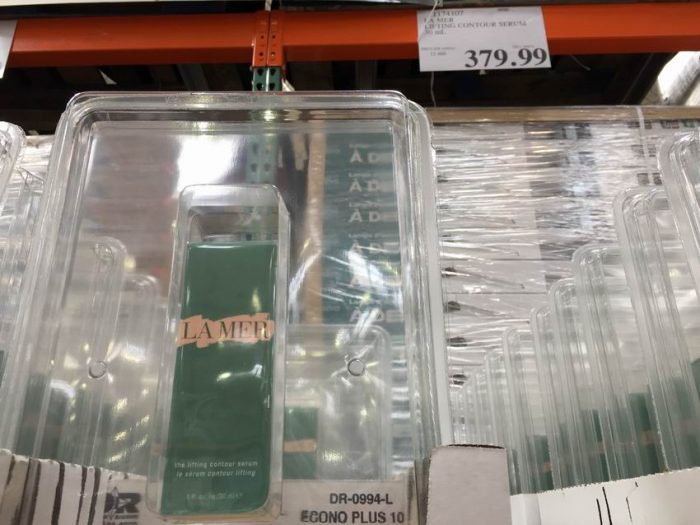 1174107
LA MER
LIFTING CONTOUR SERUM
30 mL
379.99
LA MER
the lifting contour serum
le sérum contour lifting
DR-0994-L
ECONO PLUS 10